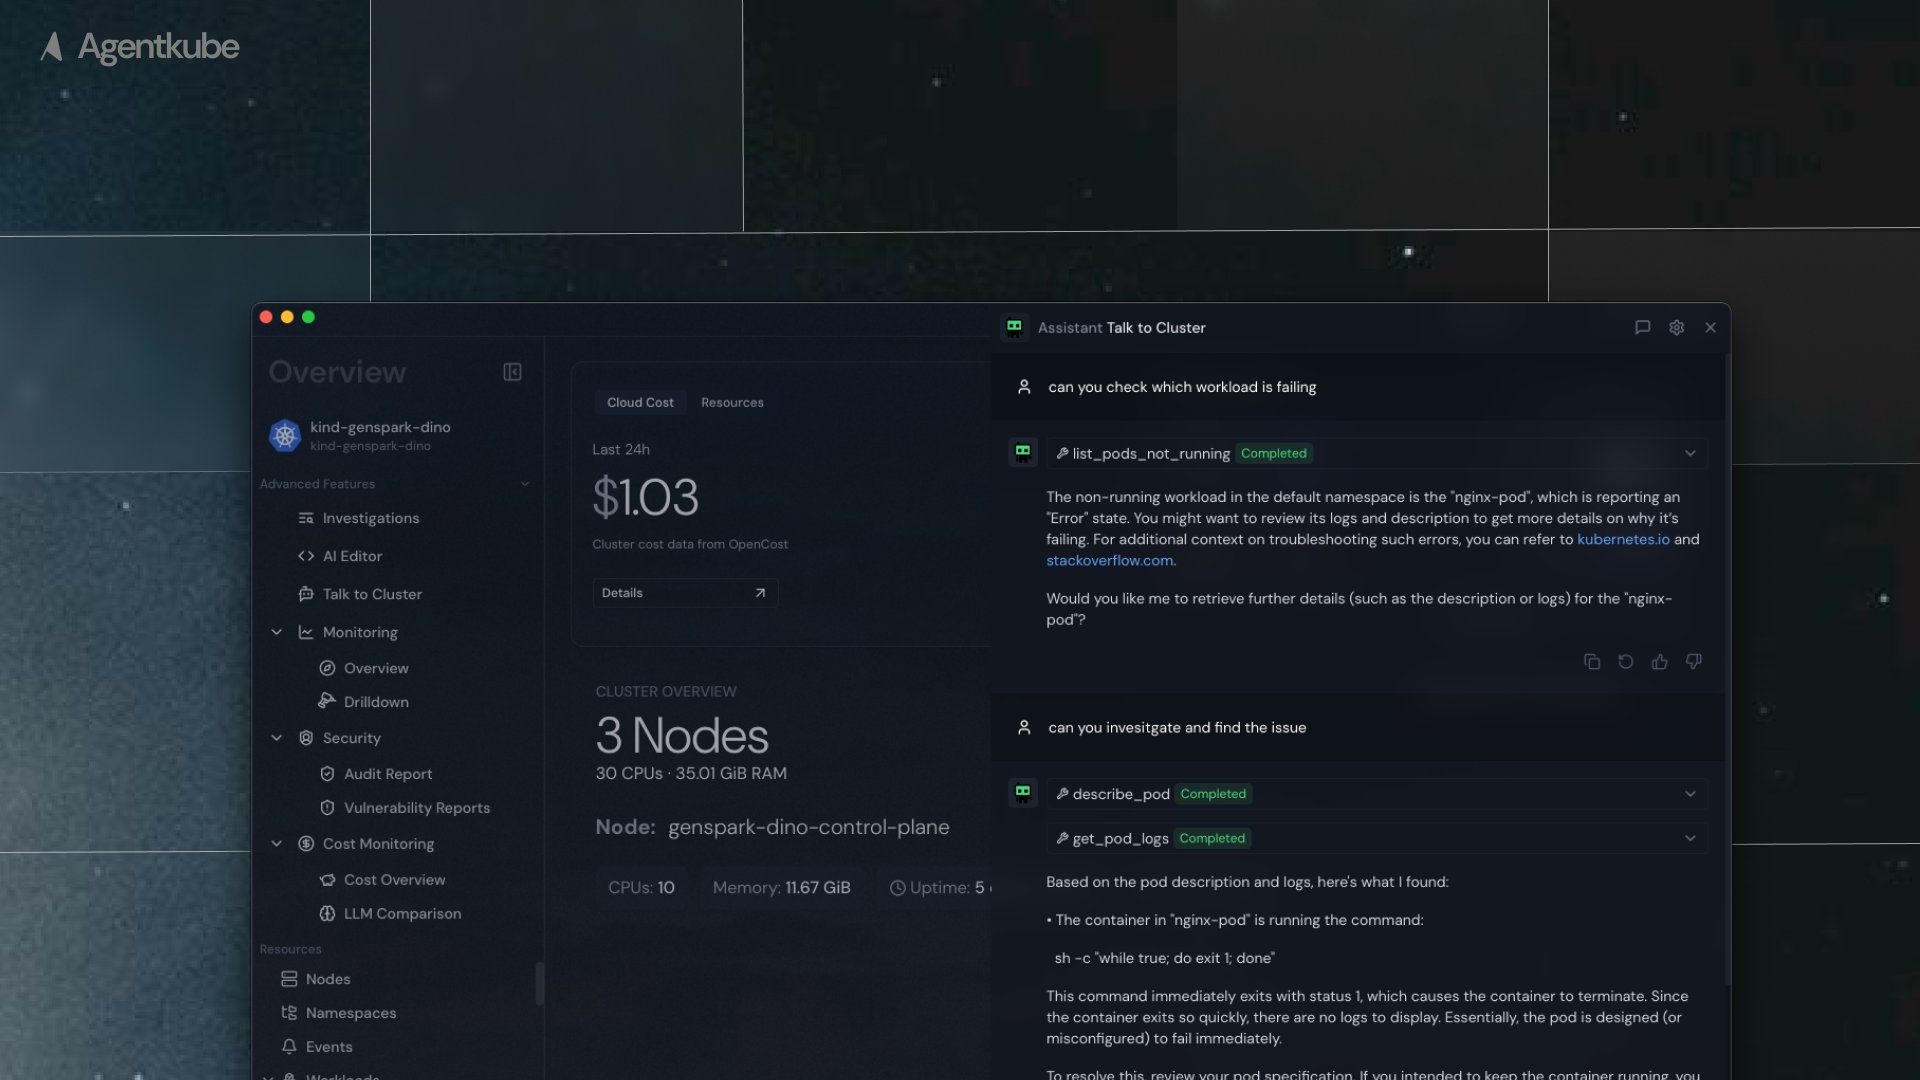 Agentkube
Overview
kind-genspark-dino
kind-genspark-dino
Advanced Features
Investigations
AI Editor
Talk to Cluster
Monitoring
Overview
Drilldown
Security
Audit Report
Vulnerability Reports
Cost Monitoring
Cost Overview
LLM Comparison
Resources
Nodes
Namespaces
Events
Workloads
Cloud Cost
Resources
Last 24h
$1.03
Cluster cost data from OpenCost
Details
CLUSTER OVERVIEW
3 Nodes
30 CPUs · 35.01 GiB RAM
Node: genspark-dino-control-plane
CPUs: 10
Memory: 11.67 GiB
Uptime: 5
Assistant Talk to Cluster
can you check which workload is failing
list_pods_not_running Completed
The non-running workload in the default namespace is the "nginx-pod", which is reporting an
"Error" state. You might want to review its logs and description to get more details on why it's
failing. For additional context on troubleshooting such errors, you can refer to kubernetes.io and
stackoverflow.com.
Would you like me to retrieve further details (such as the description or logs) for the "nginx-
pod"?
can you invesitgate and find the issue
describe_pod Completed
get_pod_logs Completed
Based on the pod description and logs, here's what I found:
• The container in "nginx-pod" is running the command:
sh -c "while true; do exit 1; done"
This command immediately exits with status 1, which causes the container to terminate. Since
the container exits so quickly, there are no logs to display. Essentially, the pod is designed (or
misconfigured) to fail immediately.
To resolve this, review your pod specification. If you intended to keep the container running, you